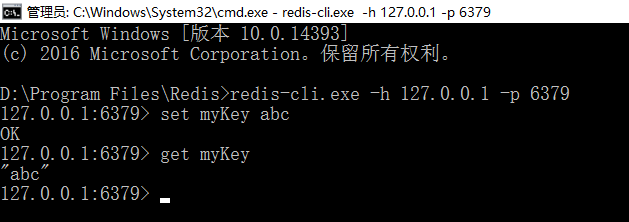 管理员: C:\Windows\System32\cmd.exe - redis-cli.exe  -h 127.0.0.1 -p 6379
Microsoft Windows [版本 10.0.14393]
(c) 2016 Microsoft Corporation。保留所有权利。
D:\Program Files\Redis>redis-cli.exe -h 127.0.0.1 -p 6379
127.0.0.1:6379> set myKey abc
OK
127.0.0.1:6379> get myKey
"abc"
127.0.0.1:6379>